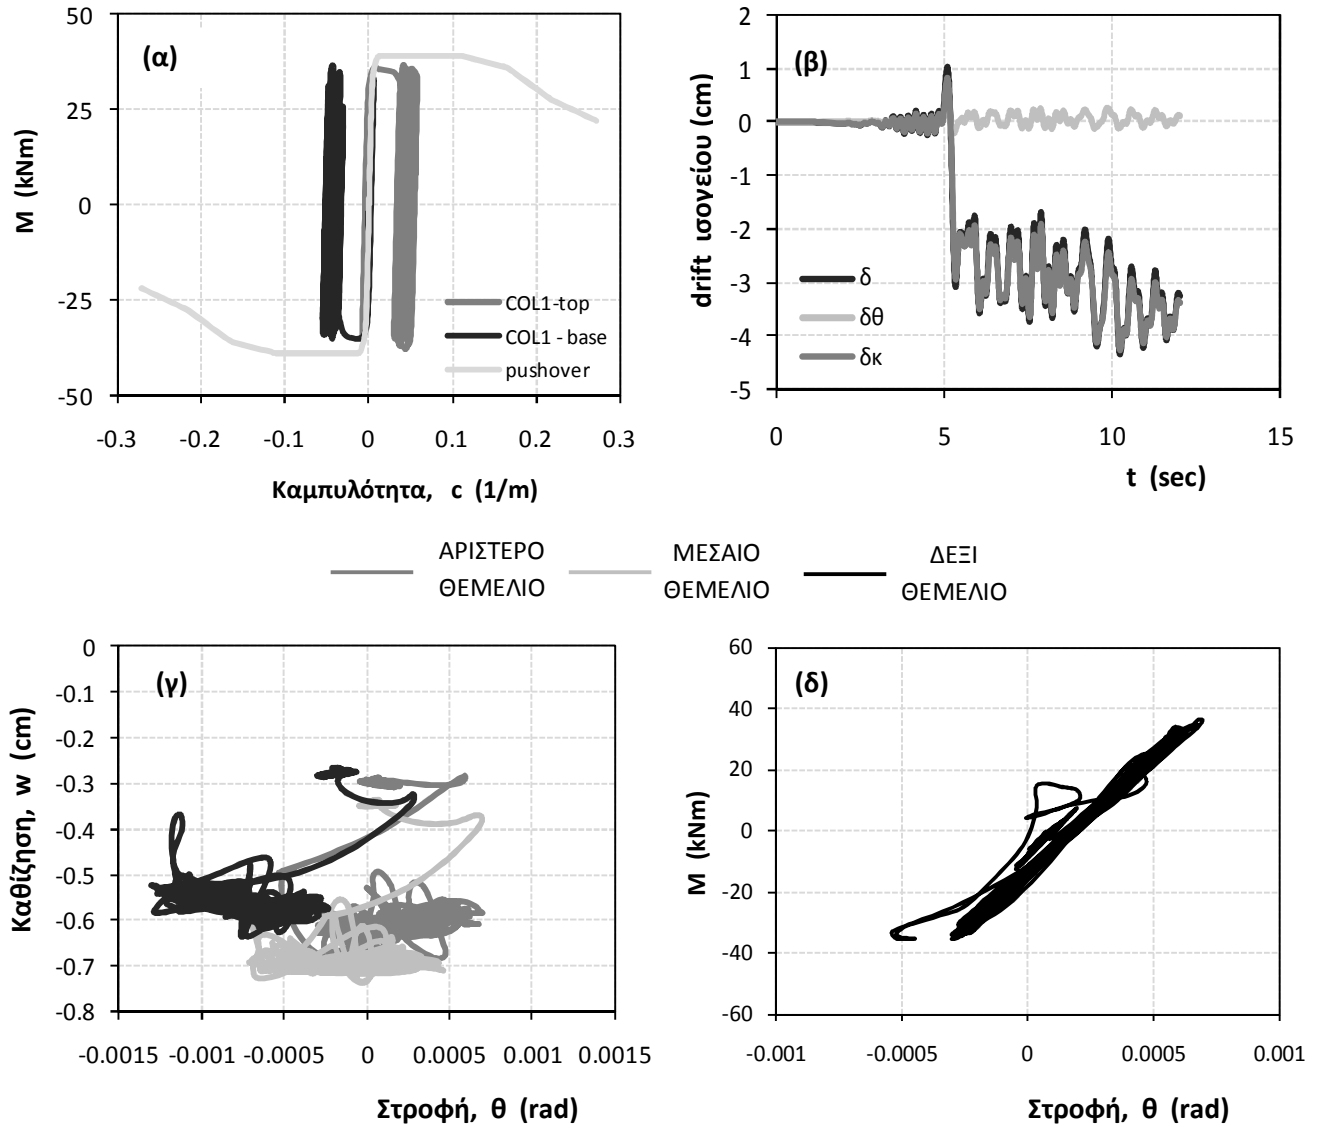 (α)
50
25
0
-25
-50
M (kNm)
COL1-top
COL1 - base
pushover
-0.3 -0.2 -0.1 0 0.1 0.2 0.3
Καμπυλότητα, c (1/m)
(β)
2
1
0
-1
-2
-3
-4
-5
drift ισογείου (cm)
δ
δθ
δκ
0 5 10 15
t (sec)
ΑΡΙΣΤΕΡΟ
ΘΕΜΕΛΙΟ
ΜΕΣΑΙΟ
ΘΕΜΕΛΙΟ
ΔΕΞΙ
ΘΕΜΕΛΙΟ
(γ)
0
-0.1
-0.2
-0.3
-0.4
-0.5
-0.6
-0.7
-0.8
Καθίζηση, w (cm)
-0.0015 -0.001 -0.0005 0 0.0005 0.001 0.0015
Στροφή, θ (rad)
(δ)
60
40
20
0
-20
-40
-60
M (kNm)
-0.001 -0.0005 0 0.0005 0.001
Στροφή, θ (rad)